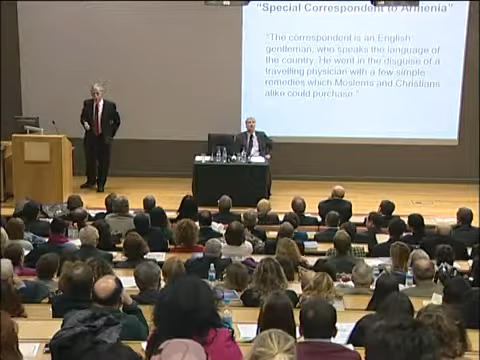 "Special Correspondent to Armenia"
"The correspondent is an English
gentleman, who speaks the language of
the country. He went in the disguise of a
travelling physician with a few simple
remedies which Moslems and Christians
alike could purchase."